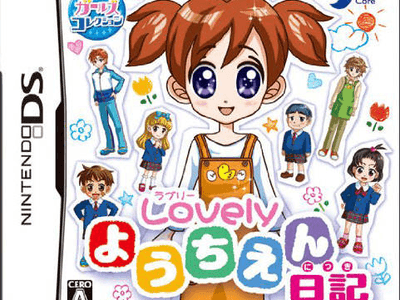 ガールズ
コレクション
Core
NINTENDO DS
ラブリー
Lovely
ようちえん
にっき
日記
CERO
A